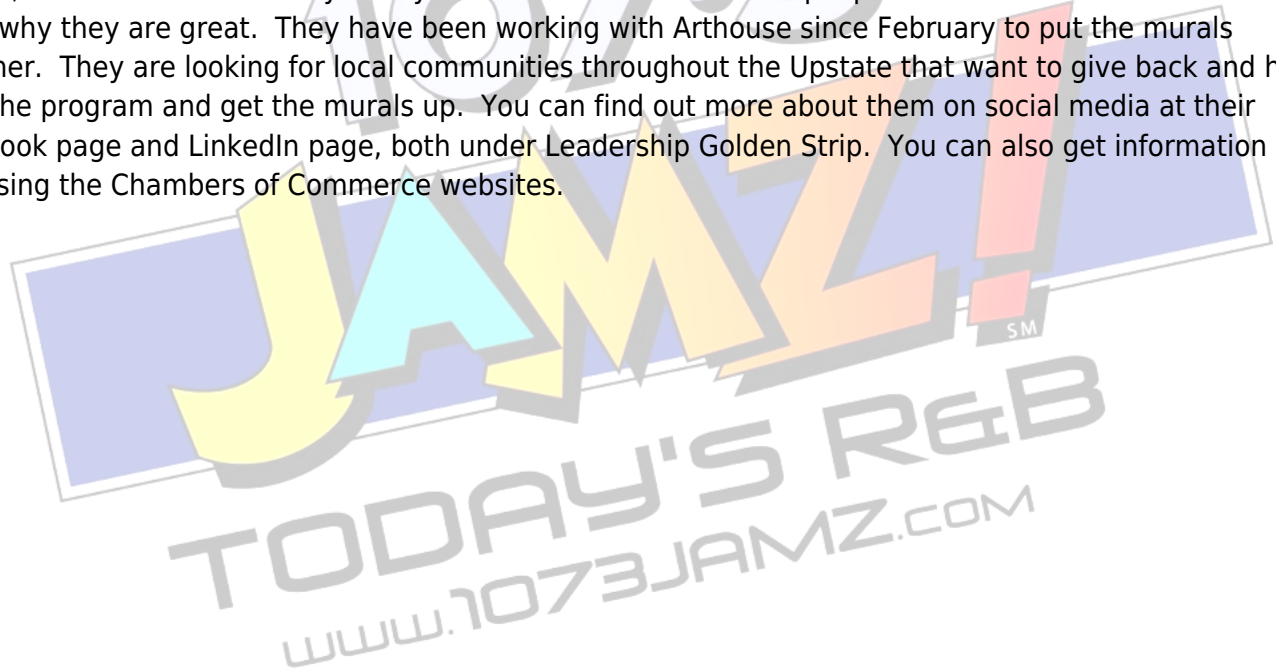 why they are great. They have been working with Arthouse since February to put the murals
her. They are looking for local communities throughout the Upstate that want to give back and h
he program and get the murals up. You can find out more about them on social media at their
ook page and LinkedIn page, both under Leadership Golden Strip. You can also get information
sing the Chambers of Commerce websites.
107.3
JAMZ!
SM
TODAY'S R&B
www.1073JAMZ.COM